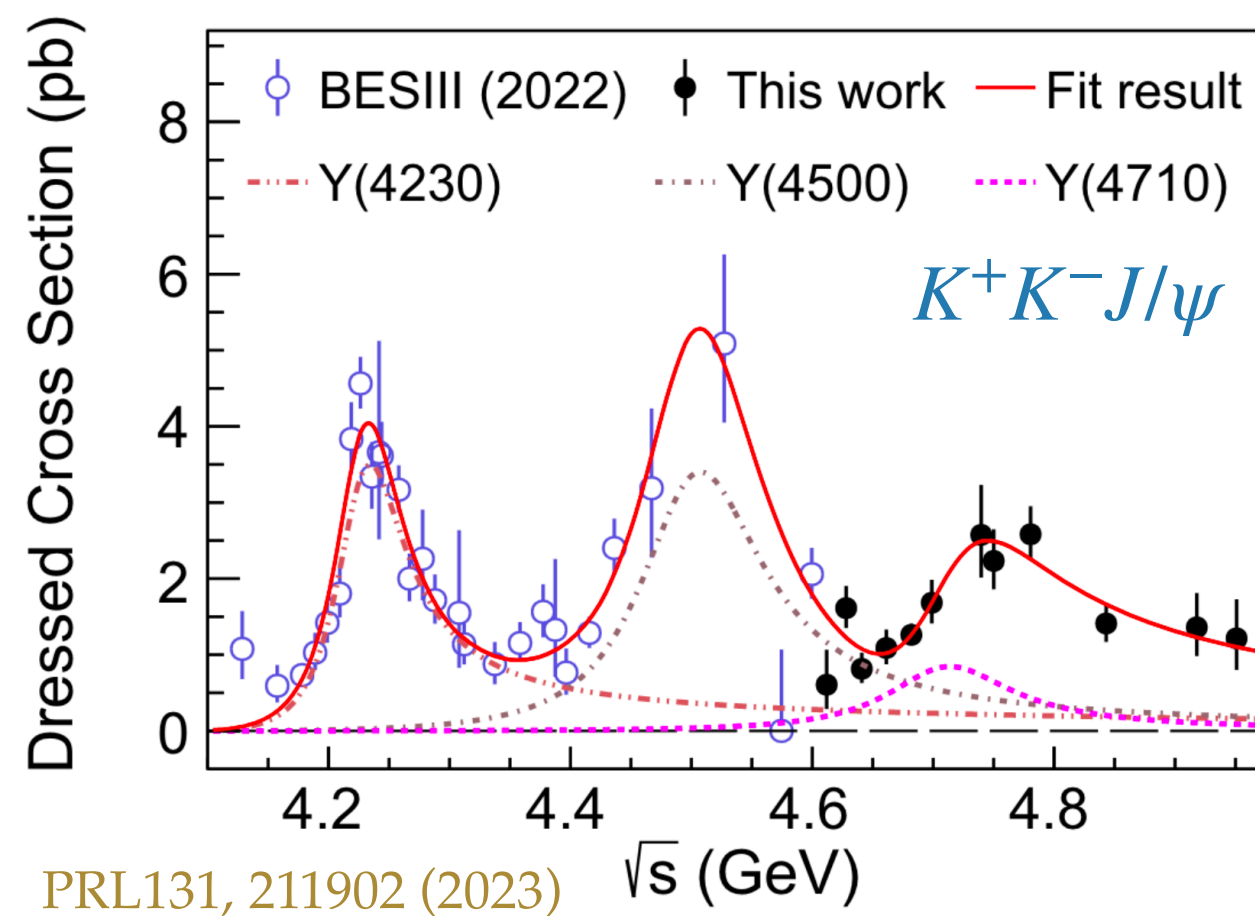 Dressed Cross Section (pb)
BESIII (2022) This work Fit result
Y(4230) Y(4500) Y(4710)
K⁺K⁻J/ψ
8
6
4
2
0
4.2 4.4 4.6 4.8
√s (GeV)
PRL131, 211902 (2023)